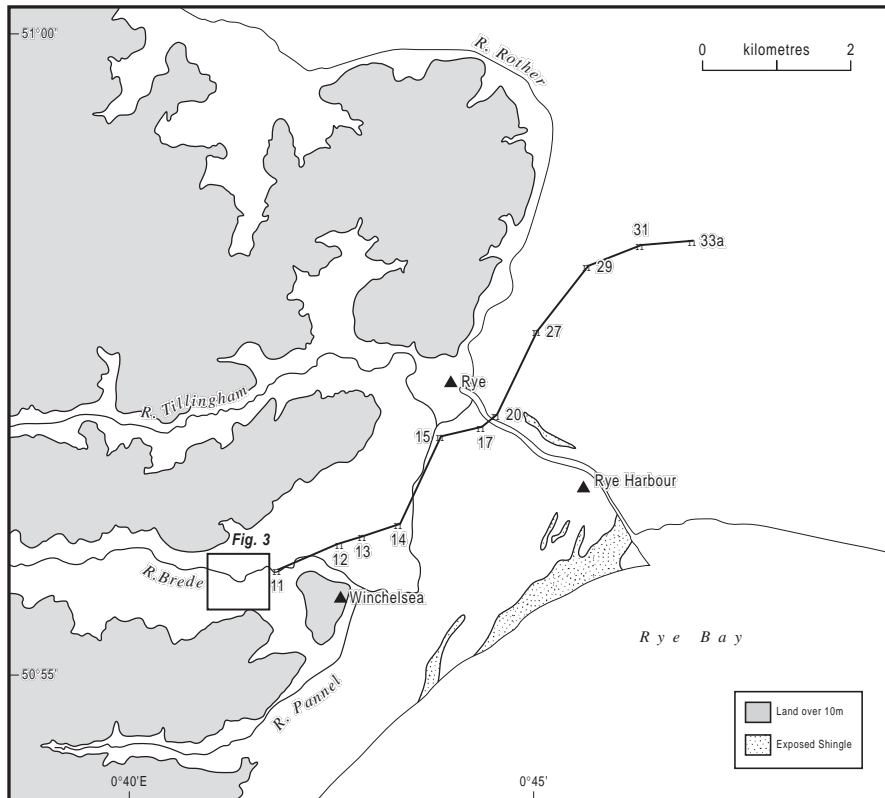 51°00'
R. Rother
0 kilometres 2
31
33a
29
27
Rye
R. Tillingham
20
15
17
Rye Harbour
14
Fig. 3
13
12
R.Brede
11
Winchelsea
Rye Bay
50°55'
R. Pannel
Land over 10m
Exposed Shingle
0°40'E
0°45'